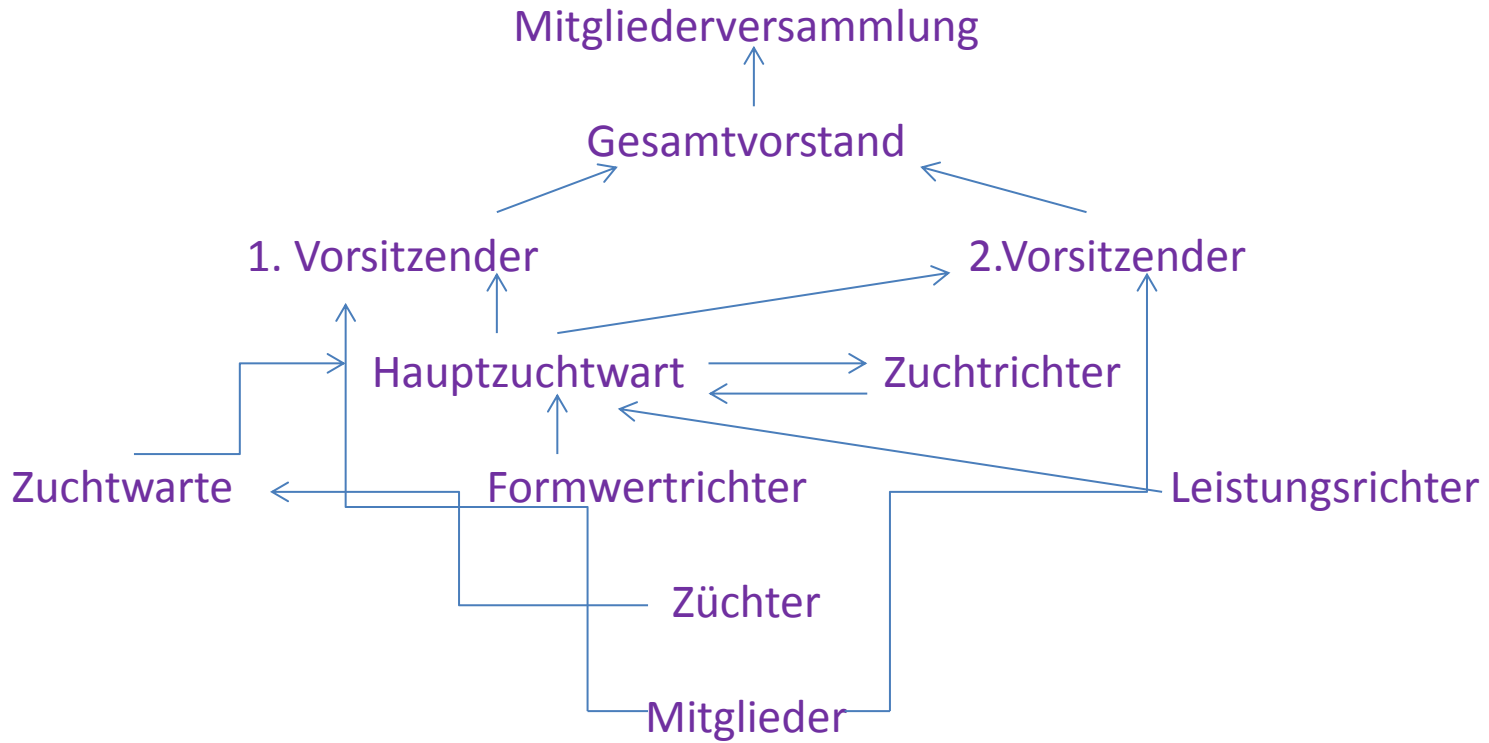 Mitgliederversammlung
Gesamtvorstand
1. Vorsitzender
2.Vorsitzender
Hauptzuchtwart
Zuchtrichter
Zuchtwarte
Formwertrichter
Leistungsrichter
Züchter
Mitglieder